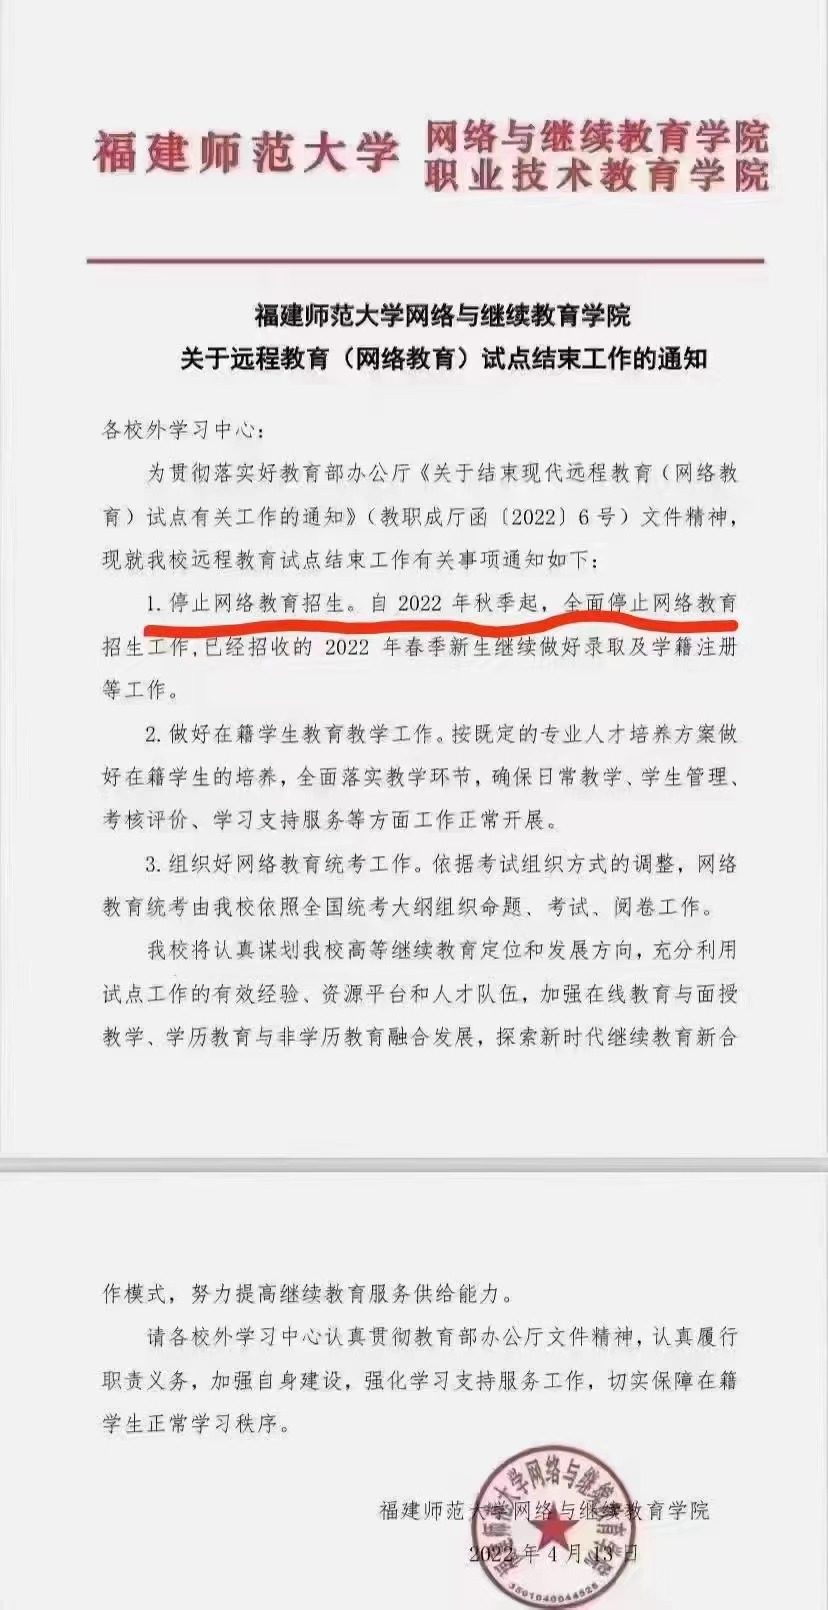 福建师范大学 网络与继续教育学院
职业技术教育学院
福建师范大学网络与继续教育学院
关于远程教育（网络教育）试点结束工作的通知
各校外学习中心：
为贯彻落实好教育部办公厅《关于结束现代远程教育（网络教
育）试点有关工作的通知》（教职成厅函〔2022〕6号）文件精神，
现就我校远程教育试点结束工作有关事项通知如下：
1.停止网络教育招生。自 2022 年秋季起，全面停止网络教育
招生工作,已经招收的 2022 年春季新生继续做好录取及学籍注册
等工作。
2.做好在籍学生教育教学工作。按既定的专业人才培养方案做
好在籍学生的培养，全面落实教学环节，确保日常教学、学生管理、
考核评价、学习支持服务等方面工作正常开展。
3.组织好网络教育统考工作。依据考试组织方式的调整，网络
教育统考由我校依照全国统考大纲组织命题、考试、阅卷工作。
我校将认真谋划我校高等继续教育定位和发展方向，充分利用
试点工作的有效经验、资源平台和人才队伍，加强在线教育与面授
教学、学历教育与非学历教育融合发展，探索新时代继续教育新合
作模式，努力提高继续教育服务供给能力。
请各校外学习中心认真贯彻教育部办公厅文件精神，认真履行
职责义务，加强自身建设，强化学习支持服务工作，切实保障在籍
学生正常学习秩序。
福建师范大学网络与继续教育学院
2022 年 4 月 13 日
福建师范大学网络与继续教育学院
3501040044525